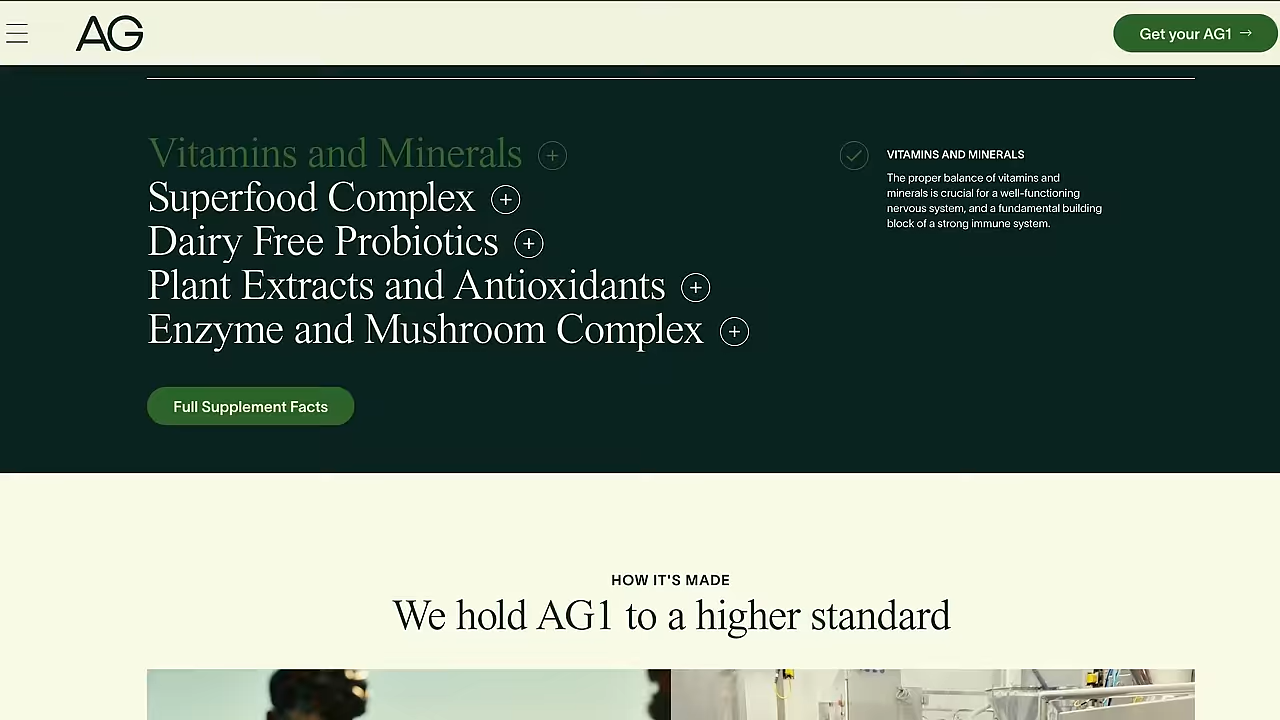 AG
Get your AG1 →
Vitamins and Minerals
Superfood Complex
Dairy Free Probiotics
Plant Extracts and Antioxidants
Enzyme and Mushroom Complex
VITAMINS AND MINERALS
The proper balance of vitamins and
minerals is crucial for a well-functioning
nervous system, and a fundamental building
block of a strong immune system.
Full Supplement Facts
HOW IT'S MADE
We hold AG1 to a higher standard